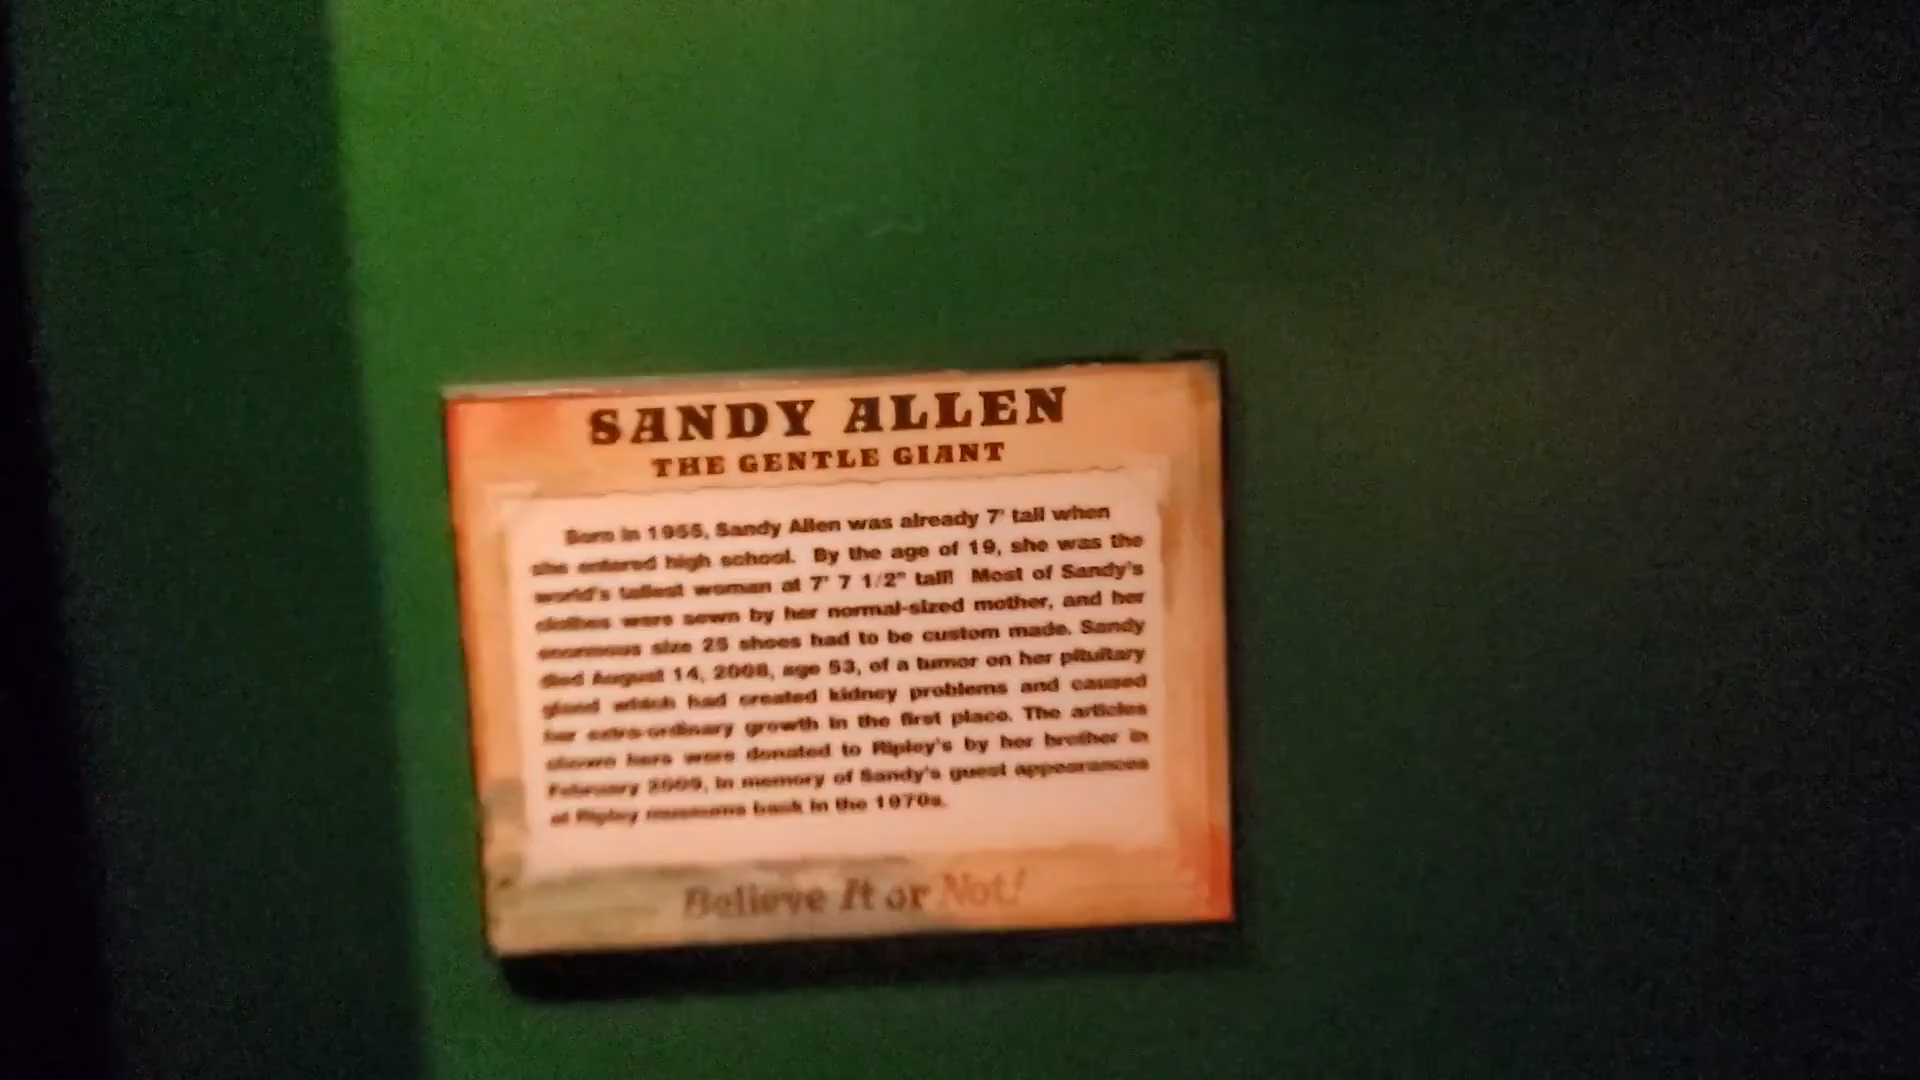 SANDY ALLEN
THE GENTLE GIANT
Born in 1955, Sandy Allen was already 7' tall when
she entered high school. By the age of 19, she was the
world's tallest woman at 7' 7 1/2" tall! Most of Sandy's
clothes were sewn by her normal-sized mother, and her
enormous size 25 shoes had to be custom made. Sandy
died August 14, 2008, age 53, of a tumor on her pituitary
gland which had created kidney problems and caused
her extra-ordinary growth in the first place. The articles
shown here were donated to Ripley's by her brother in
February 2009, in memory of Sandy's guest appearances
at Ripley museums back in the 1970s.
Believe It or Not!